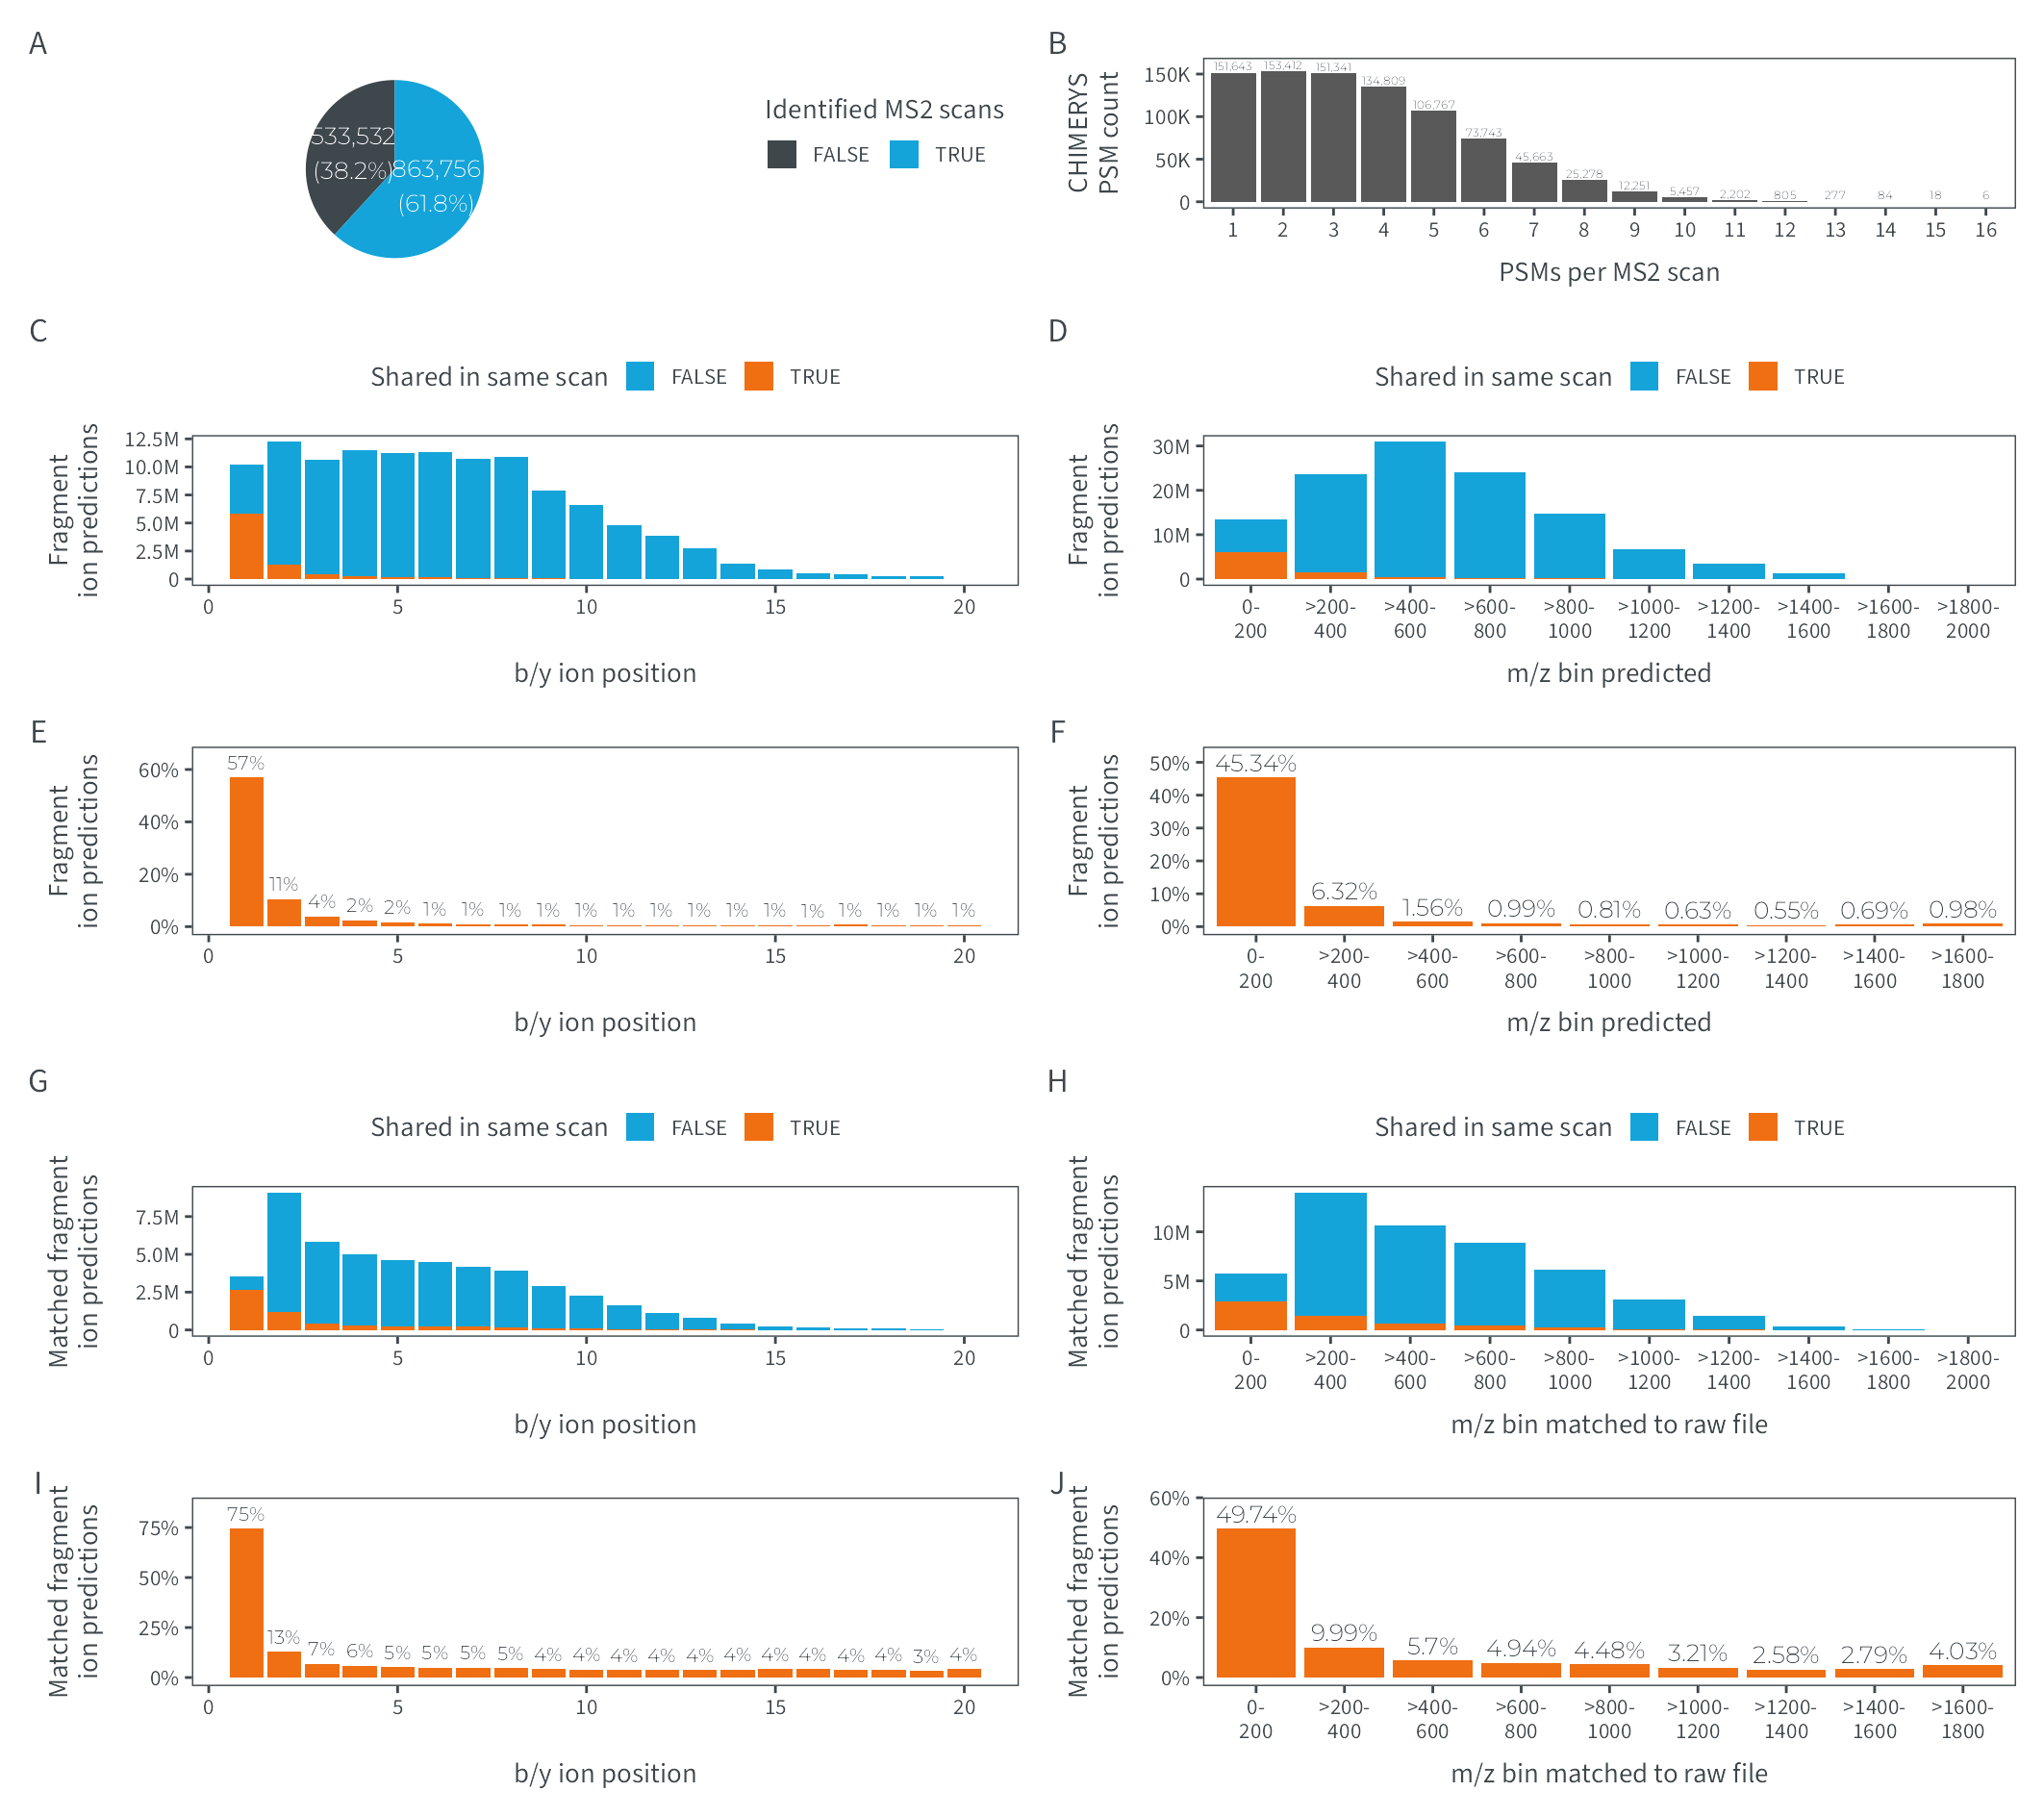 A
533,532
(38.2%)
863,756
(61.8%)
Identified MS2 scans
FALSE TRUE
B
CHIMERYS
PSM count
150K
100K
50K
0
151,643 153,412 151,341 134,809 106,767 73,743 45,663 25,278 12,251 5,457 2,202 805 277 84 18 6
1 2 3 4 5 6 7 8 9 10 11 12 13 14 15 16
PSMs per MS2 scan
C
Shared in same scan FALSE TRUE
Fragment
ion predictions
12.5M
10.0M
7.5M
5.0M
2.5M
0
0 5 10 15 20
b/y ion position
D
Shared in same scan FALSE TRUE
Fragment
ion predictions
30M
20M
10M
0
0- >200- >400- >600- >800- >1000- >1200- >1400- >1600- >1800-
200 400 600 800 1000 1200 1400 1600 1800 2000
m/z bin predicted
E
Fragment
ion predictions
60%
40%
20%
0%
57% 11% 4% 2% 2% 1% 1% 1% 1% 1% 1% 1% 1% 1% 1% 1% 1% 1% 1% 1%
0 5 10 15 20
b/y ion position
F
Fragment
ion predictions
50%
40%
30%
20%
10%
0%
45.34% 6.32% 1.56% 0.99% 0.81% 0.63% 0.55% 0.69% 0.98%
0- >200- >400- >600- >800- >1000- >1200- >1400- >1600-
200 400 600 800 1000 1200 1400 1600 1800
m/z bin predicted
G
Shared in same scan FALSE TRUE
Matched fragment
ion predictions
7.5M
5.0M
2.5M
0
0 5 10 15 20
b/y ion position
H
Shared in same scan FALSE TRUE
Matched fragment
ion predictions
10M
5M
0
0- >200- >400- >600- >800- >1000- >1200- >1400- >1600- >1800-
200 400 600 800 1000 1200 1400 1600 1800 2000
m/z bin matched to raw file
I
Matched fragment
ion predictions
75%
50%
25%
0%
75% 13% 7% 6% 5% 5% 5% 5% 4% 4% 4% 4% 4% 4% 4% 4% 4% 4% 3% 4%
0 5 10 15 20
b/y ion position
J
Matched fragment
ion predictions
60%
40%
20%
0%
49.74% 9.99% 5.7% 4.94% 4.48% 3.21% 2.58% 2.79% 4.03%
0- >200- >400- >600- >800- >1000- >1200- >1400- >1600-
200 400 600 800 1000 1200 1400 1600 1800
m/z bin matched to raw file